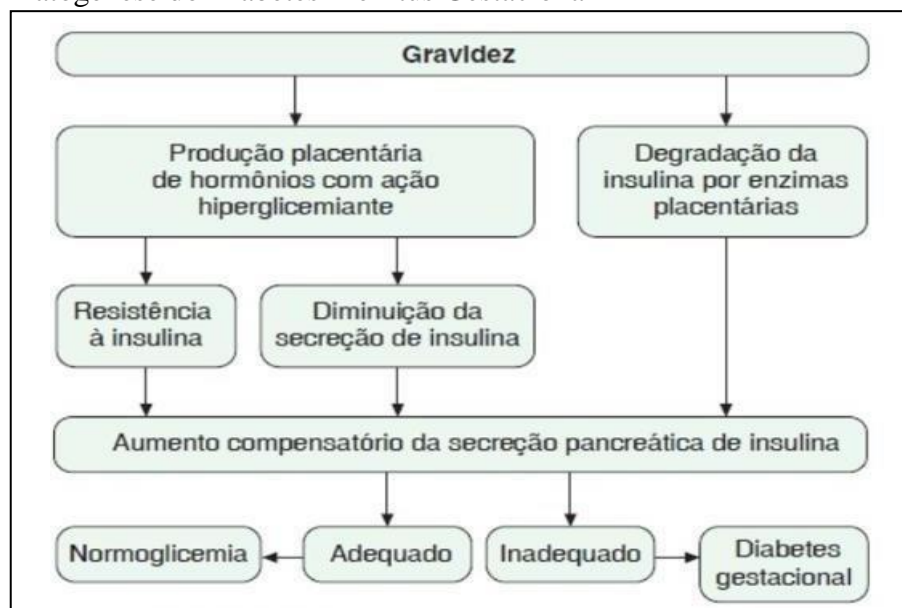 Gravidez
Produção placentária
de hormônios com ação
hiperglicemiante
Degradação da
insulina por enzimas
placentárias
Resistência
à insulina
Diminuição da
secreção de insulina
Aumento compensatório da secreção pancreática de insulina
Normoglicemia
Adequado
Inadequado
Diabetes
gestacional